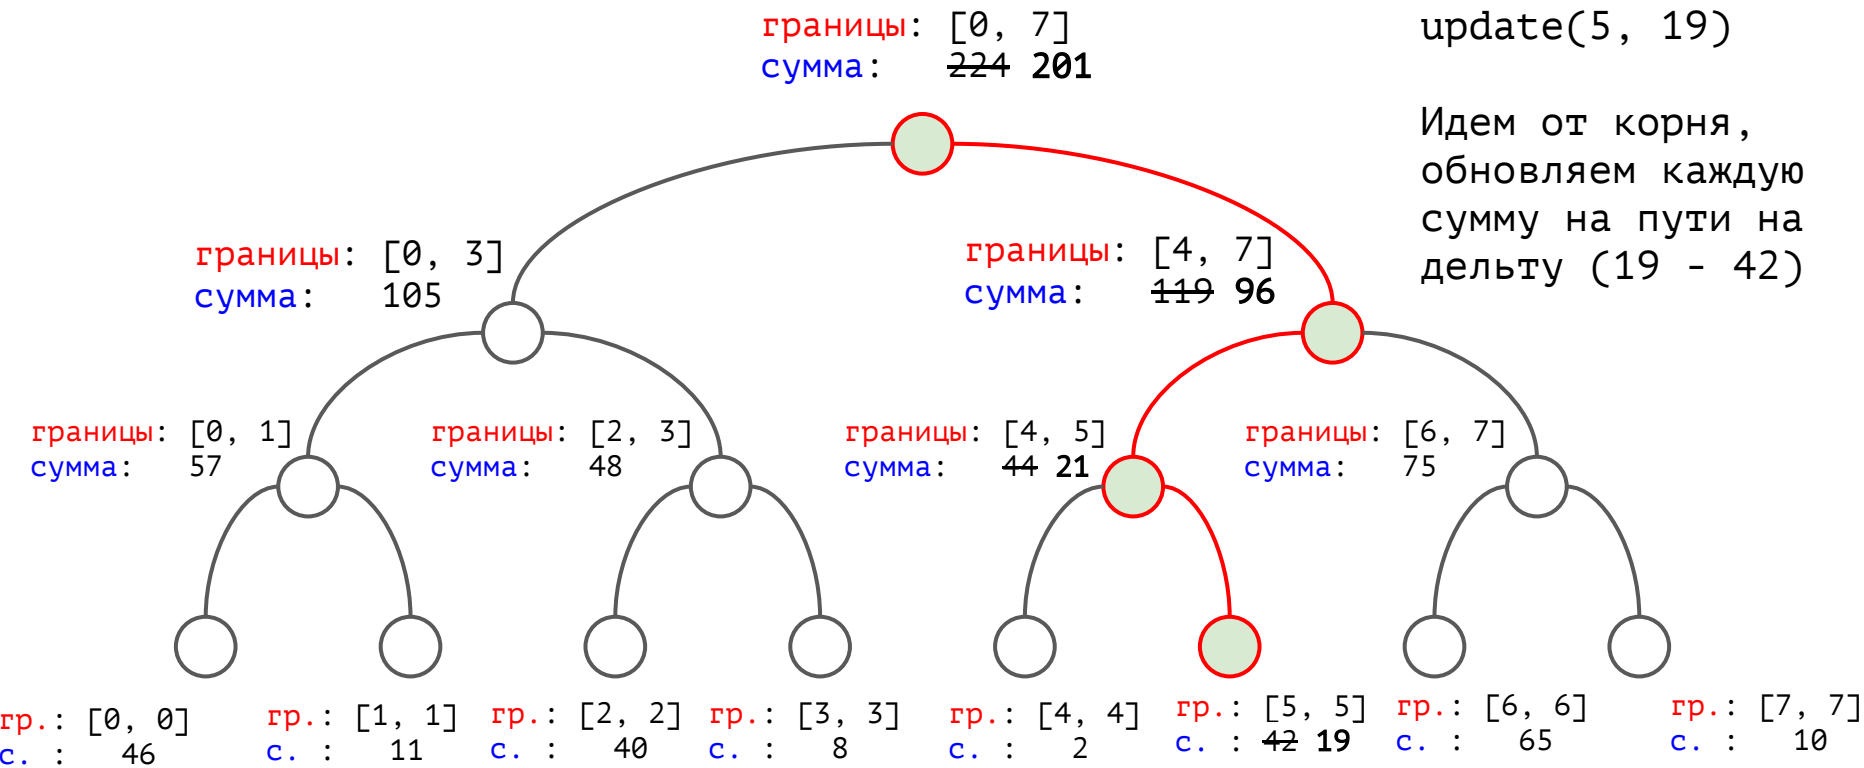 границы: [0, 7]
сумма: 224 201
update(5, 19)
Идем от корня,
обновляем каждую
сумму на пути на
дельту (19 - 42)
границы: [0, 3]
сумма: 105
границы: [4, 7]
сумма: 119 96
границы: [0, 1]
сумма: 57
границы: [2, 3]
сумма: 48
границы: [4, 5]
сумма: 44 21
границы: [6, 7]
сумма: 75
гр.: [0, 0]
с. : 46
гр.: [1, 1]
с. : 11
гр.: [2, 2]
с. : 40
гр.: [3, 3]
с. : 8
гр.: [4, 4]
с. : 2
гр.: [5, 5]
с. : 42 19
гр.: [6, 6]
с. : 65
гр.: [7, 7]
с. : 10